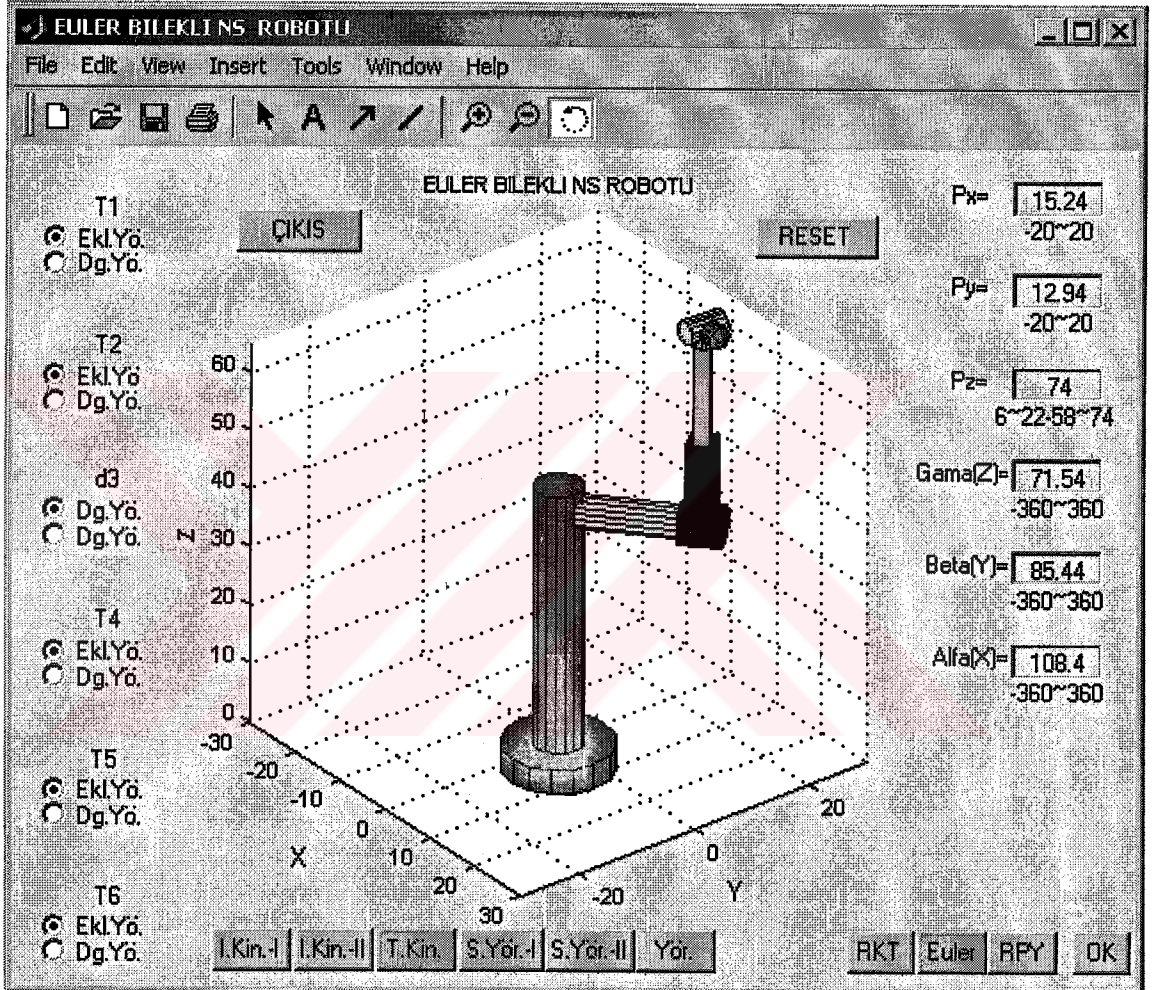 EULER BILEKLI NS ROBOTU
File Edit View Insert Tools Window Help
A
EULER BILEKLI NS ROBOTU
ÇIKIS
RESET
T1
Ekl.Yö.
Dg.Yö.
T2
Ekl.Yö
Dg.Yö.
d3
Dg.Yö.
Dg.Yö.
T4
Ekl.Yö.
Dg.Yö.
T5
Ekl.Yö.
Dg.Yö.
T6
Ekl.Yö.
Dg.Yö.
Z
60
50
40
30
20
10
0
-30
-20
-10
0
10
20
30
X
-20
0
20
Y
Px= 15.24
-20~20
Py= 12.94
-20~20
Pz= 74
6~22-58~74
Gama(Z)= 71.54
-360~360
Beta(Y)= 85.44
-360~360
Alfa(X)= 108.4
-360~360
I.Kin.-I I.Kin.-II T.Kin. S.Yör.-I S.Yör.-II Yör. RKT Euler RPY OK